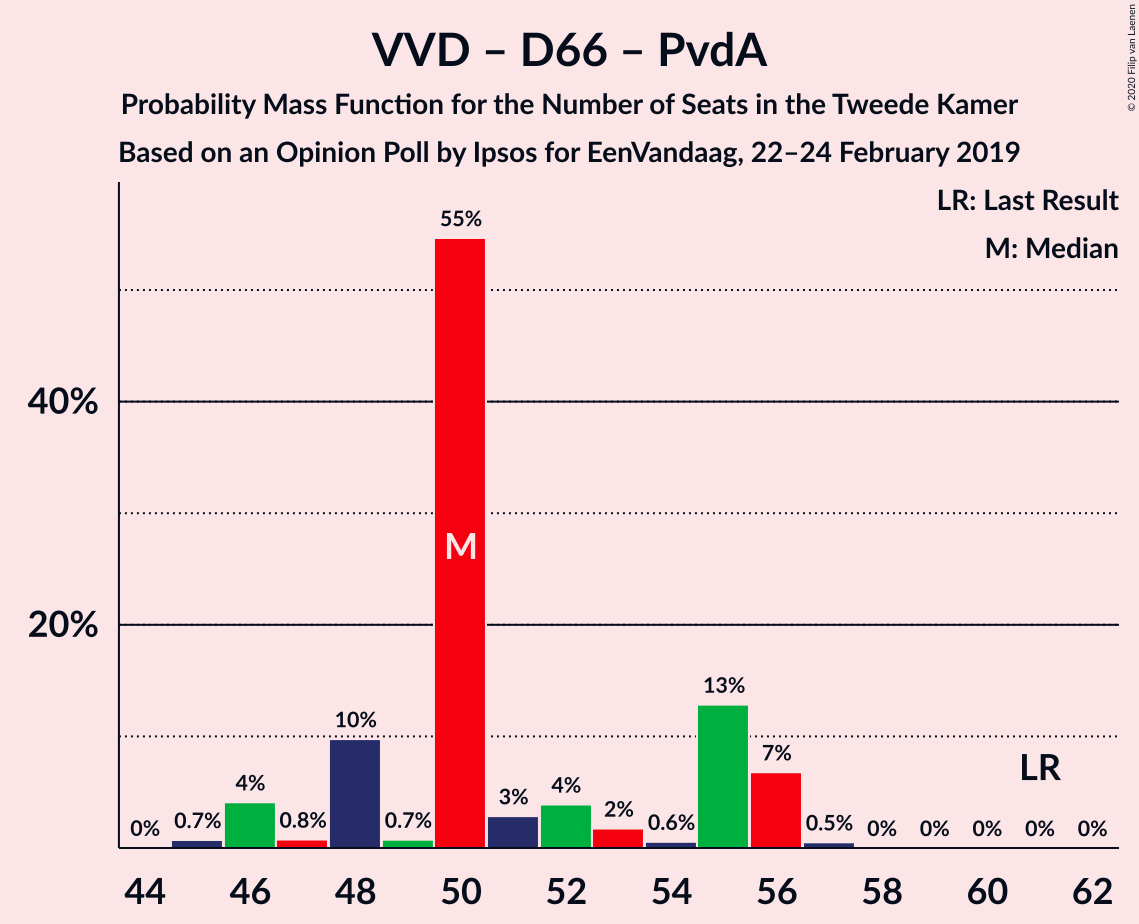 VVD – D66 – PvdA
Probability Mass Function for the Number of Seats in the Tweede Kamer
Based on an Opinion Poll by Ipsos for EenVandaag, 22–24 February 2019
© 2020 Filip van Laenen
LR: Last Result
M: Median
55%
40%
M
20%
13%
10%
7%
LR
4%
4%
3%
2%
0%
0.7%
0.8%
0.7%
0.6%
0.5%
0%
0%
0%
0%
0%
44 46 48 50 52 54 56 58 60 62